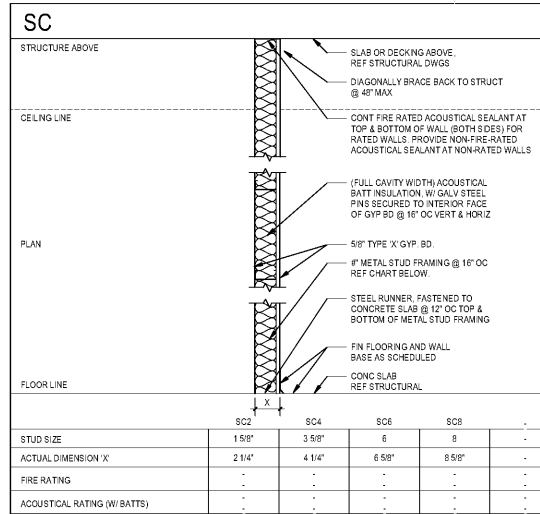 SC
STRUCTURE ABOVE
SLAB OR DECKING ABOVE,
REF STRUCTURAL DWGS
DIAGONALLY BRACE BACK TO STRUCT
@ 48" MAX
CEILING LINE
CONT FIRE RATED ACOUSTICAL SEALANT AT
TOP & BOTTOM OF WALL (BOTH SIDES) FOR
RATED WALLS. PROVIDE NON-FIRE-RATED
ACOUSTICAL SEALANT AT NON-RATED WALLS
(FULL CAVITY WIDTH) ACOUSTICAL
BATT INSULATION, W/ GALV STEEL
PINS SECURED TO INTERIOR FACE
OF GYP BD @ 16" OC VERT & HORIZ
PLAN
5/8" TYPE 'X' GYP. BD.
#" METAL STUD FRAMING @ 16" OC
REF CHART BELOW.
STEEL RUNNER, FASTENED TO
CONCRETE SLAB @ 12" OC TOP &
BOTTOM OF METAL STUD FRAMING
FIN FLOORING AND WALL
BASE AS SCHEDULED
FLOOR LINE
CONC SLAB
REF STRUCTURAL
X
SC2 SC4 SC6 SC8 -
STUD SIZE 1 5/8" 3 5/8" 6 8 -
ACTUAL DIMENSION 'X' 2 1/4" 4 1/4" 6 5/8" 8 5/8" -
FIRE RATING - - - - -
- - - -
ACOUSTICAL RATING (W/ BATTS) - - - - -
- - - -